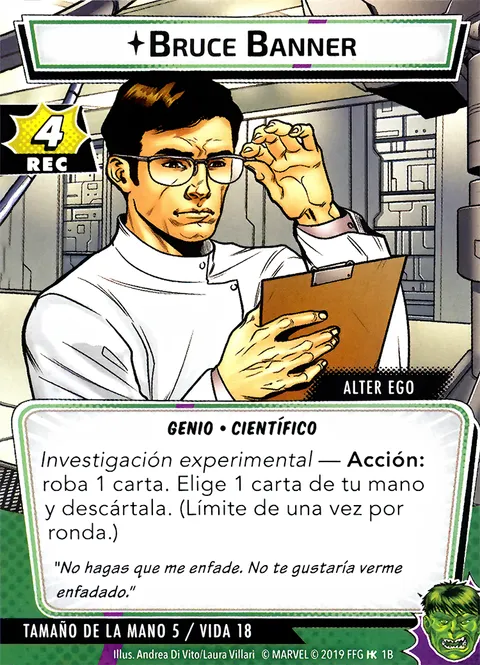 BRUCE BANNER
4
REC
ALTER EGO
GENIO • CIENTÍFICO
Investigación experimental — Acción:
roba 1 carta. Elige 1 carta de tu mano
y descártala. (Límite de una vez por
ronda.)
"No hagas que me enfade. No te gustaría verme
enfadado."
TAMAÑO DE LA MANO 5 / VIDA 18
Illus. Andrea Di Vito/Laura Villari © MARVEL © 2019 FFG HK 1B